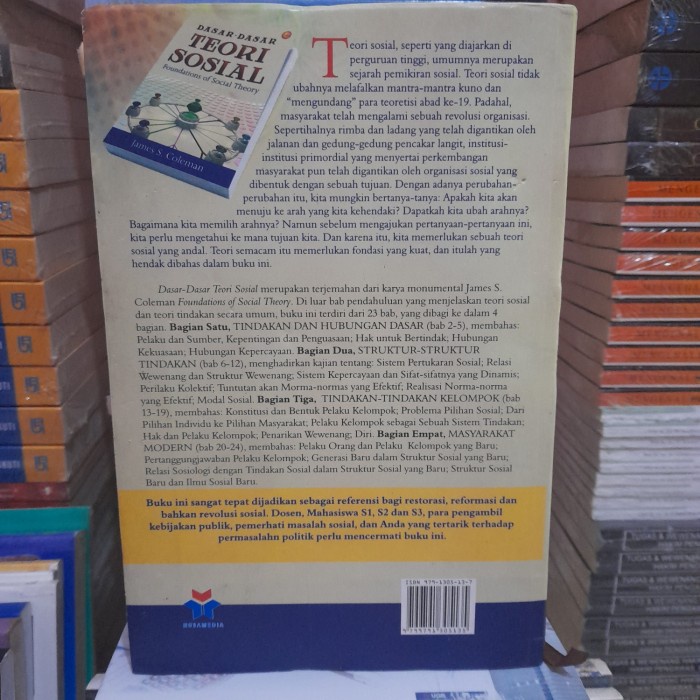 DASAR-DASAR
TEORI
SOSIAL
Foundations of Social Theory
James S. Coleman
Teori sosial, seperti yang diajarkan di
perguruan tinggi, umumnya merupakan
sejarah pemikiran sosial. Teori sosial tidak
ubahnya melafalkan mantra-mantra kuno dan
"mengundang" para teoretisi abad ke-19. Padahal,
masyarakat telah mengalami sebuah revolusi organisasi.
Sepertihalnya rimba dan ladang yang telah digantikan oleh
jalanan dan gedung-gedung pencakar langit, institusi-
institusi primordial yang menyertai perkembangan
masyarakat pun telah digantikan oleh organisasi sosial yang
dibentuk dengan sebuah tujuan. Dengan adanya perubahan-
perubahan itu, kita mungkin bertanya-tanya: Apakah kita akan
menuju ke arah yang kita kehendaki? Dapatkah kita ubah arahnya?
Bagaimana kita memilih arahnya? Namun sebelum mengajukan pertanyaan-pertanyaan ini,
kita perlu mengetahui ke mana tujuan kita. Dan karena itu, kita memerlukan sebuah teori
sosial yang andal. Teori semacam itu memerlukan fondasi yang kuat, dan itulah yang
hendak dibahas dalam buku ini.
Dasar-Dasar Teori Sosial merupakan terjemahan dari karya monumental James S.
Coleman Foundations of Social Theory. Di luar bab pendahuluan yang menjelaskan teori sosial
dan teori tindakan secara umum, buku ini terdiri dari 23 bab, yang dibagi ke dalam 4
bagian. Bagian Satu, TINDAKAN DAN HUBUNGAN DASAR (bab 2-5), membahas:
Pelaku dan Sumber, Kepentingan dan Penguasaan; Hak untuk Bertindak; Hubungan
Kekuasaan; Hubungan Kepercayaan. Bagian Dua, STRUKTUR-STRUKTUR
TINDAKAN (bab 6-12), menghadirkan kajian tentang: Sistem Pertukaran Sosial; Relasi
Wewenang dan Struktur Wewenang; Sistem Kepercayaan dan Sifat-sifatnya yang Dinamis;
Perilaku Kolektif; Tuntutan akan Morma-normas yang Efektif; Realisasi Norma-norma
yang Efektif; Modal Sosial. Bagian Tiga, TINDAKAN-TINDAKAN KELOMPOK (bab
13-19), membahas: Konstitusi dan Bentuk Pelaku Kelompok; Problema Pilihan Sosial; Dari
Pilihan Individu ke Pilihan Masyarakat; Pelaku Kelompok sebagai Sebuah Sistem Tindakan;
Hak dan Pelaku Kelompok, Penarikan Wewenang; Diri. Bagian Empat, MASYARAKAT
MODERN (bab 20-24), membahas: Pelaku Orang dan Pelaku Kelompok yang Baru;
Pertanggungjawaban Pelaku Kelompok; Generasi Baru dalam Struktur Sosial yang Baru;
Relasi Sosiologi dengan Tindakan Sosial dalam Struktur Sosial yang Baru; Struktur Sosial
Baru dan Ilmu Sosial Baru.
Buku ini sangat tepat dijadikan sebagai referensi bagi restorasi, reformasi dan
bahkan revolusi sosial. Dosen, Mahasiswa S1, S2 dan S3, para pengambil
kebijakan publik, pemerhati masalah sosial, dan Anda yang tertarik terhadap
permasalahn politik perlu mencermati buku ini.
NUSAMEDIA